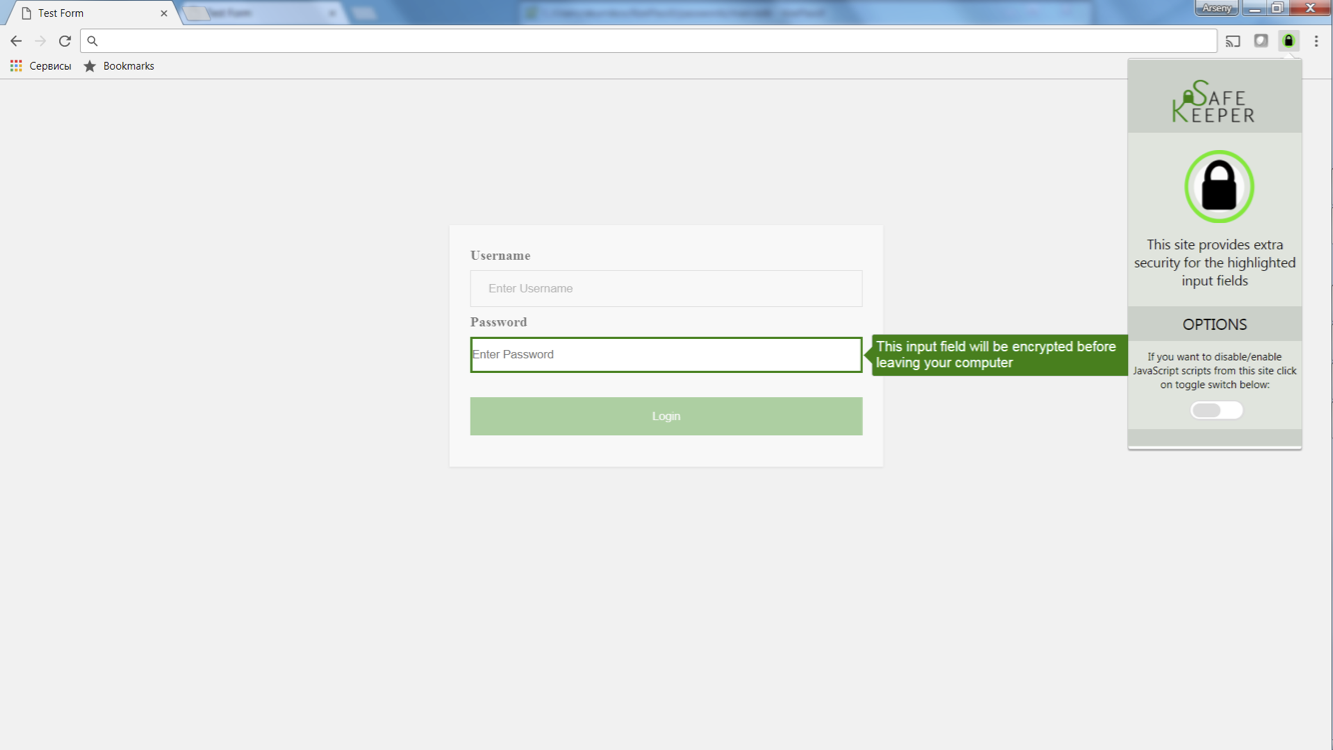 Test Form
Test Form
Arseny
Сервисы
Bookmarks
SAFE
KEEPER
This site provides extra
security for the highlighted
input fields
Username
Enter Username
Password
Enter Password
This input field will be encrypted before
leaving your computer
Login
OPTIONS
If you want to disable/enable
JavaScript scripts from this site click
on toggle switch below: